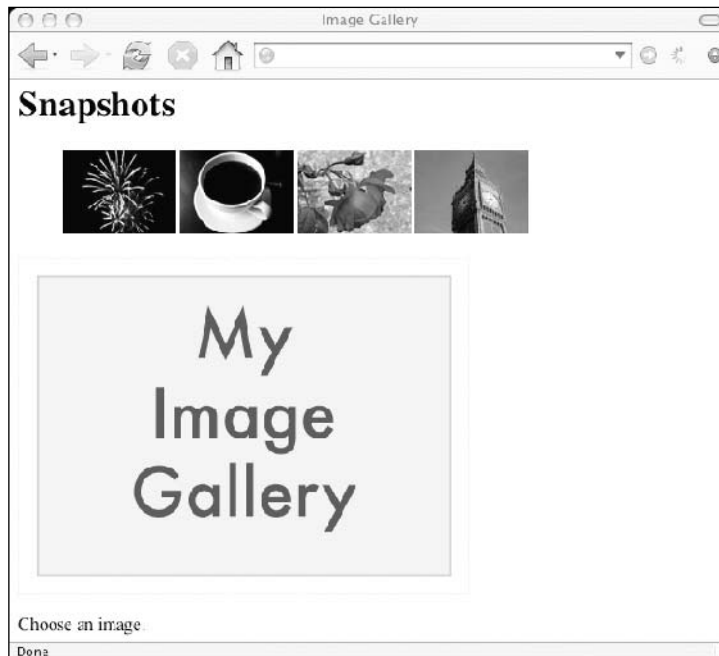 Image Gallery
Snapshots
My
Image
Gallery
Choose an image.
Done